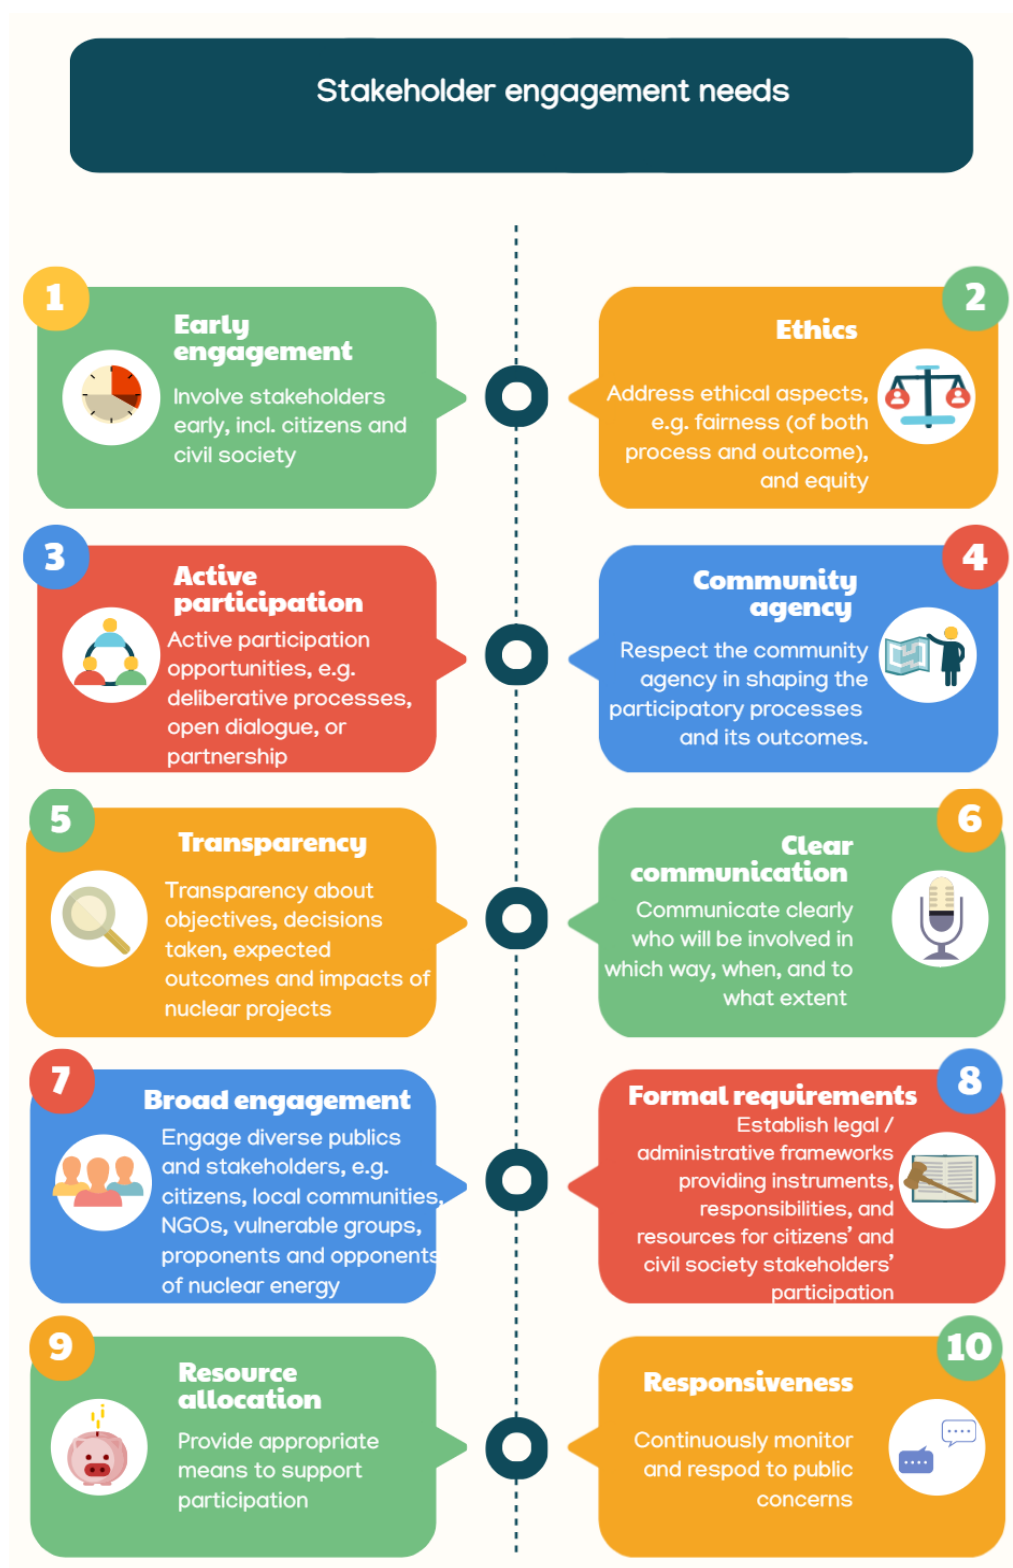 Stakeholder engagement needs
1
Early
engagement
Involve stakeholders
early, incl. citizens and
civil society
2
Ethics
Address ethical aspects,
e.g. fairness (of both
process and outcome),
and equity
3
Active
participation
Active participation
opportunities, e.g.
deliberative processes,
open dialogue, or
partnership
4
Community
agency
Respect the community
agency in shaping the
participatory processes
and its outcomes.
5
Transparency
Transparency about
objectives, decisions
taken, expected
outcomes and impacts of
nuclear projects
6
Clear
communication
Communicate clearly
who will be involved in
which way, when, and to
what extent
7
Broad engagement
Engage diverse publics
and stakeholders, e.g.
citizens, local communities,
NGOs, vulnerable groups,
proponents and opponents
of nuclear energy
8
Formal requirements
Establish legal /
administrative frameworks
providing instruments,
responsibilities, and
resources for citizens’ and
civil society stakeholders’
participation
9
Resource
allocation
Provide appropriate
means to support
participation
10
Responsiveness
Continuously monitor
and respod to public
concerns